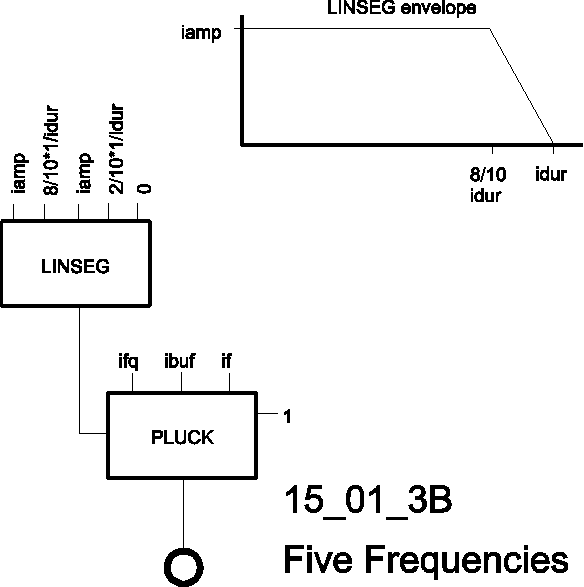 LINSEG envelope
iamp
8/10
idur
idur
iamp
8/10*1/idur
iamp
2/10*1/idur
0
LINSEG
ifq
ibuf
if
1
PLUCK
15_01_3B
Five Frequencies